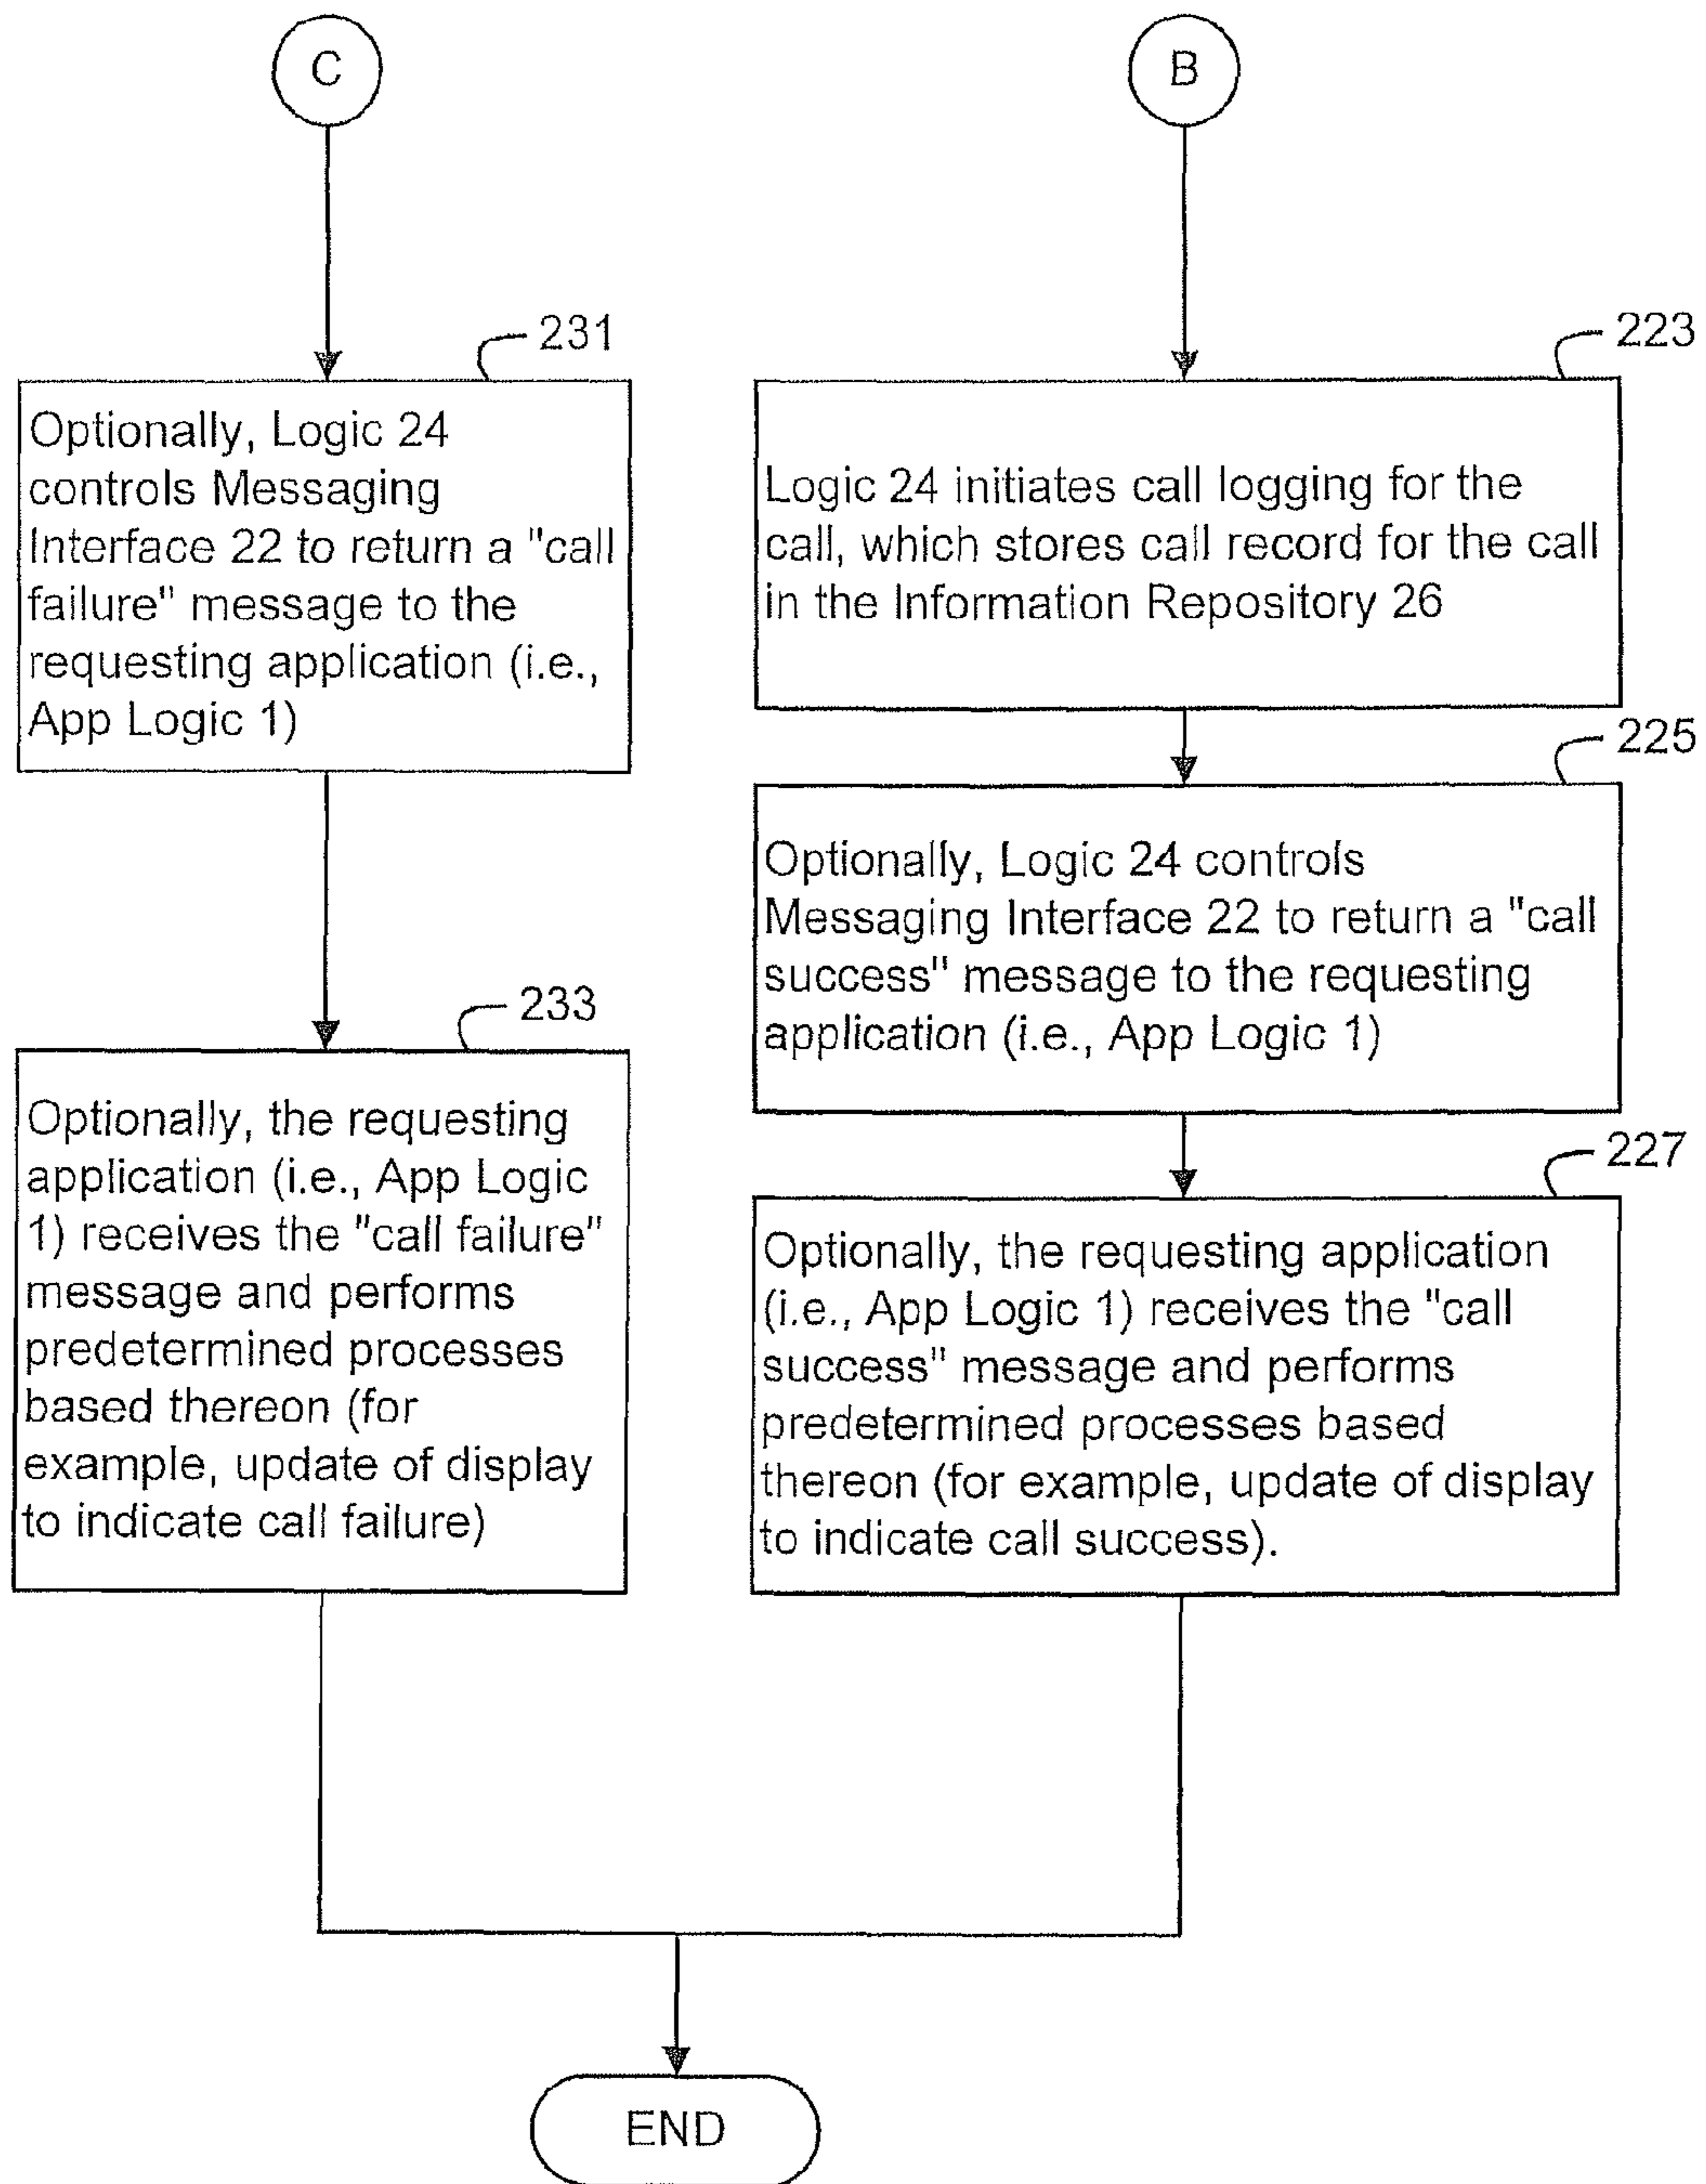 C
231
Optionally, Logic 24
controls Messaging
Interface 22 to return a "call
failure" message to the
requesting application (i.e.,
App Logic 1)
233
Optionally, the requesting
application (i.e., App Logic
1) receives the "call failure"
message and performs
predetermined processes
based thereon (for
example, update of display
to indicate call failure)
B
223
Logic 24 initiates call logging for the
call, which stores call record for the call
in the Information Repository 26
225
Optionally, Logic 24 controls
Messaging Interface 22 to return a "call
success" message to the requesting
application (i.e., App Logic 1)
227
Optionally, the requesting application
(i.e., App Logic 1) receives the "call
success" message and performs
predetermined processes based
thereon (for example, update of display
to indicate call success).
END